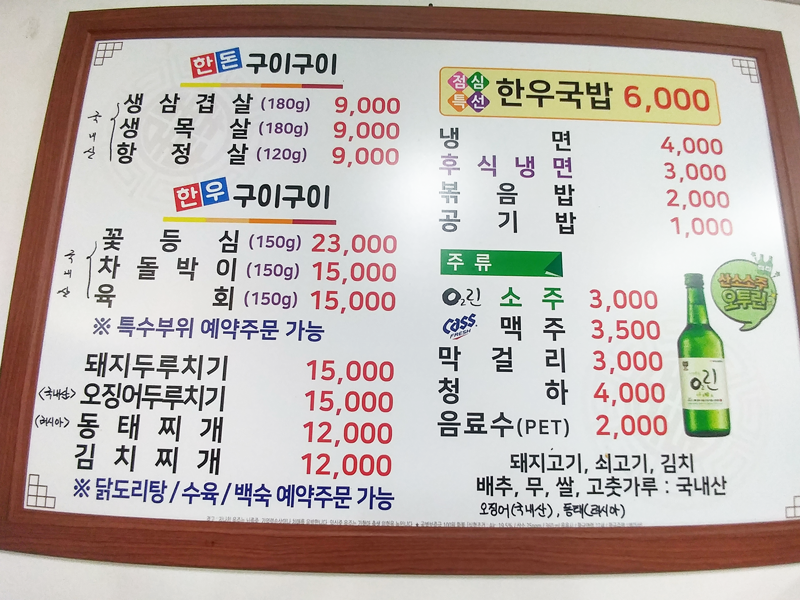 한돈 구이구이
국내산
생삼겹살 (180g) 9,000
생목살 (180g) 9,000
항정살 (120g) 9,000
한우 구이구이
국내산
꽃등심 (150g) 23,000
차돌박이 (150g) 15,000
육회 (150g) 15,000
※ 특수부위 예약주문 가능
돼지두루치기 15,000
<국내산> 오징어두루치기 15,000
(러시아) 동태찌개 12,000
김치찌개 12,000
※ 닭도리탕 / 수육 / 백숙 예약주문 가능
점심특선 한우국밥 6,000
냉면 4,000
후식냉면 3,000
볶음밥 2,000
공기밥 1,000
주류
O2린 소주 3,000
Cass FRESH 맥주 3,500
막걸리 3,000
청하 4,000
음료수(PET) 2,000
산소소주
오투린
O2린
돼지고기, 쇠고기, 김치
배추, 무, 쌀, 고춧가루 : 국내산
오징어(국내산), 동태(러시아)